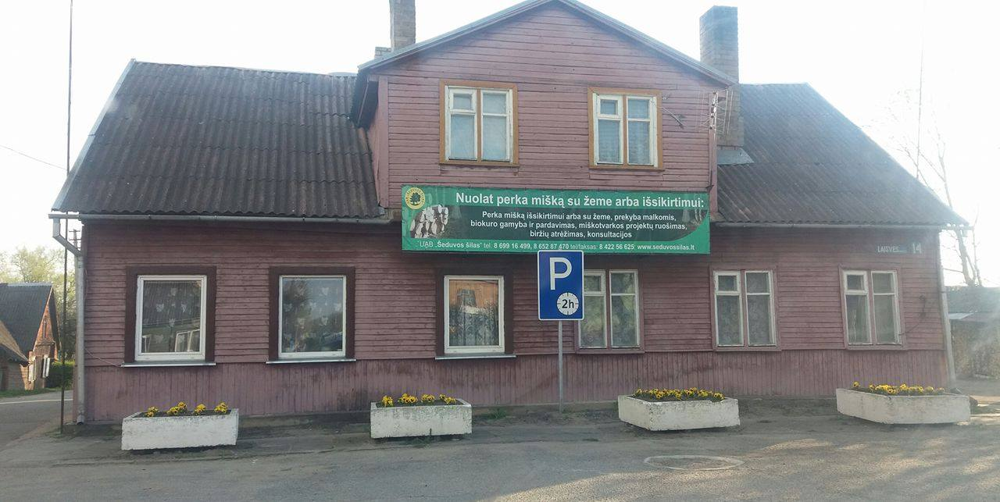 Nuolat perka mišką su žeme arba išsikirtimui:
Perka mišką išsikirtimui arba su žeme, prekyba malkomis,
biokuro gamyba ir pardavimas, miškotvarkos projektų ruošimas,
biržių atrėžimas, konsultacijos
UAB „Šeduvos šilas" tel. 8 699 16 499, 8 652 87 470 tel/faksas: 8 422 56 625; www.seduvossilas.lt
LAISVĖS 14
P
2h